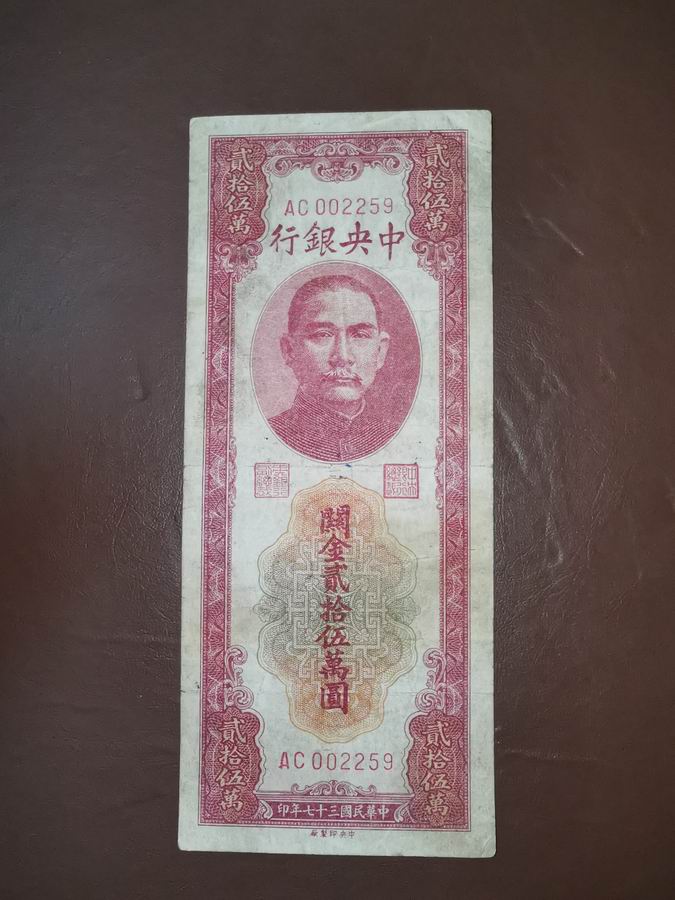 貳拾伍萬
貳拾伍萬
AC 002259
中央銀行
關金貳拾伍萬圓
AC 002259
貳拾伍萬
貳拾伍萬
中華民國三十七年印
中央印製廠